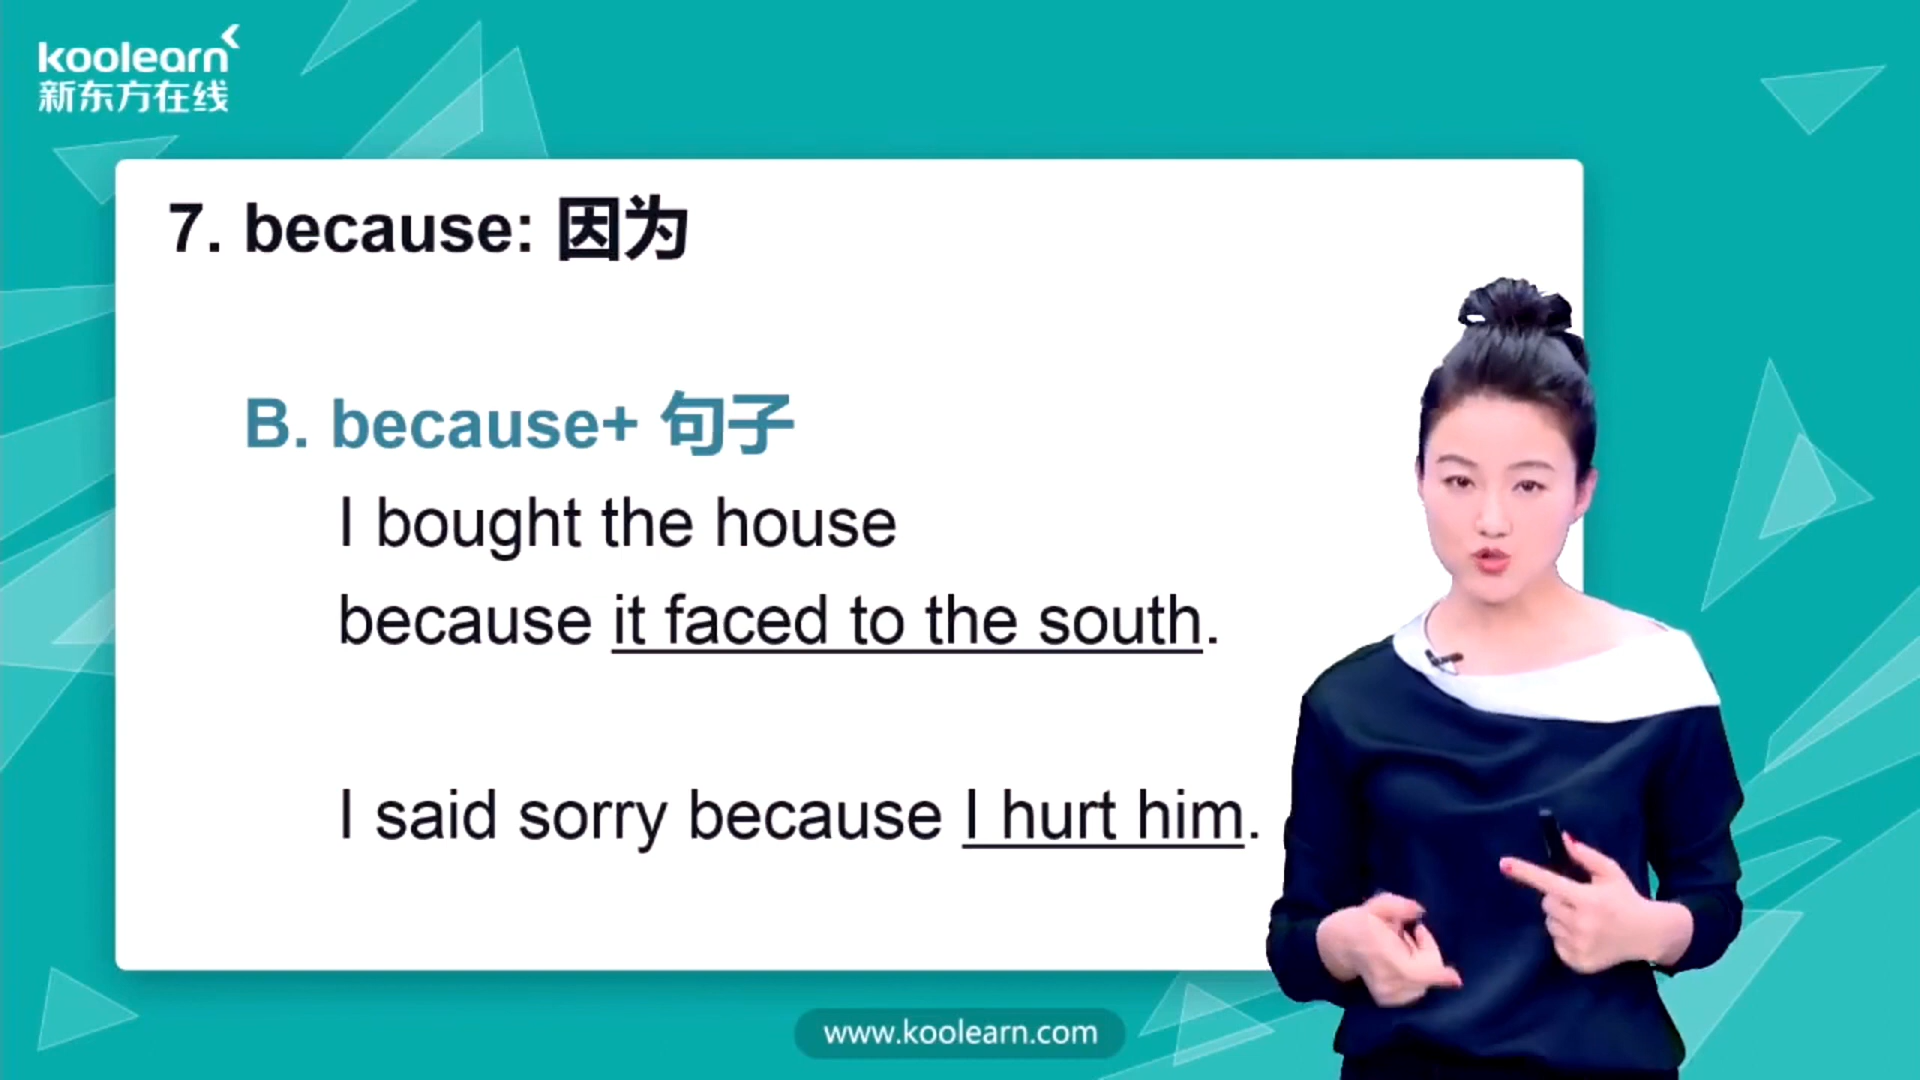 koolearn
新东方在线
7. because: 因为
B. because+ 句子
I bought the house
because it faced to the south.
I said sorry because I hurt him.
www.koolearn.com